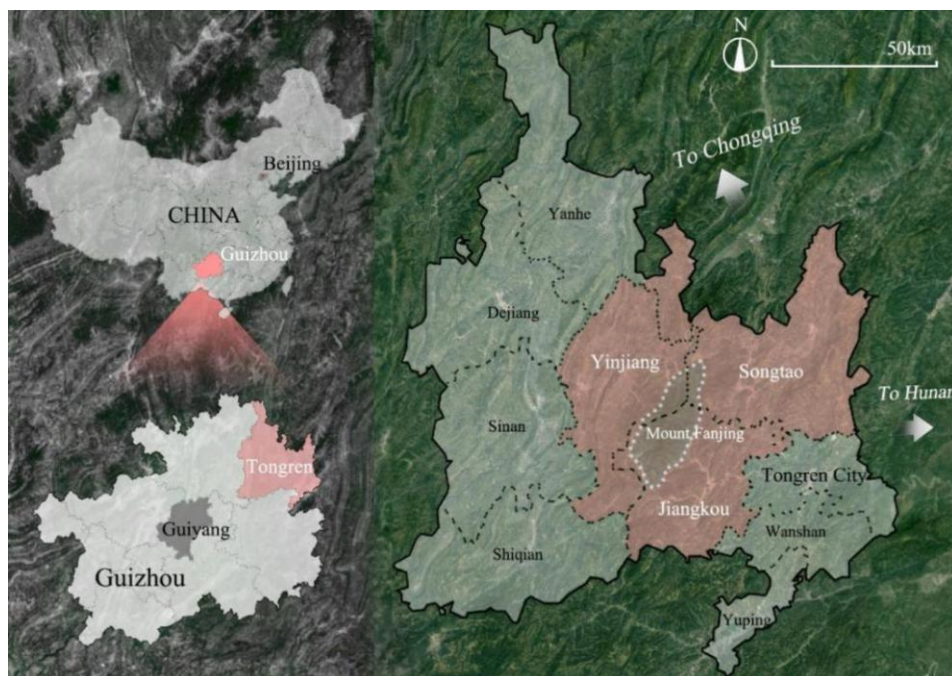 Beijing
CHINA
Guizhou
Tongren
Guiyang
Guizhou
N
50km
To Chongqing
Yanhe
Dejiang
Yinjiang
Songtao
To Hunan
Sinan
Mount Fanjing
Tongren City
Jiangkou
Wanshan
Shiqian
Yuping